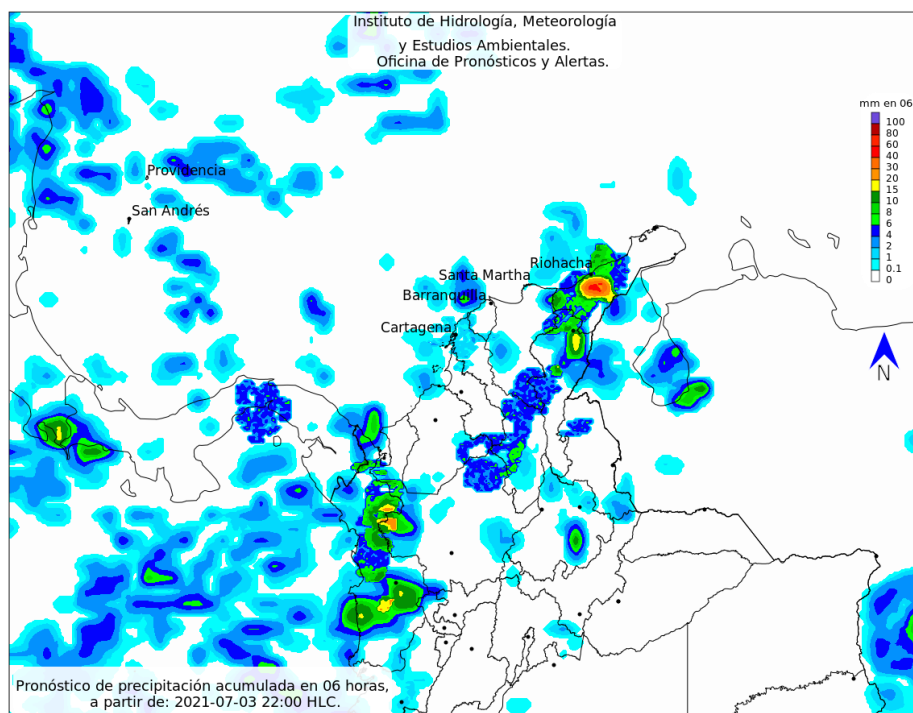 Instituto de Hidrología, Meteorología
y Estudios Ambientales.
Oficina de Pronósticos y Alertas.
mm en 06
100
80
60
40
30
20
15
10
8
6
4
2
1
0.1
0
Providencia
San Andrés
Riohacha
Santa Martha
Barranquilla
Cartagena
N
Pronóstico de precipitación acumulada en 06 horas,
a partir de: 2021-07-03 22:00 HLC.